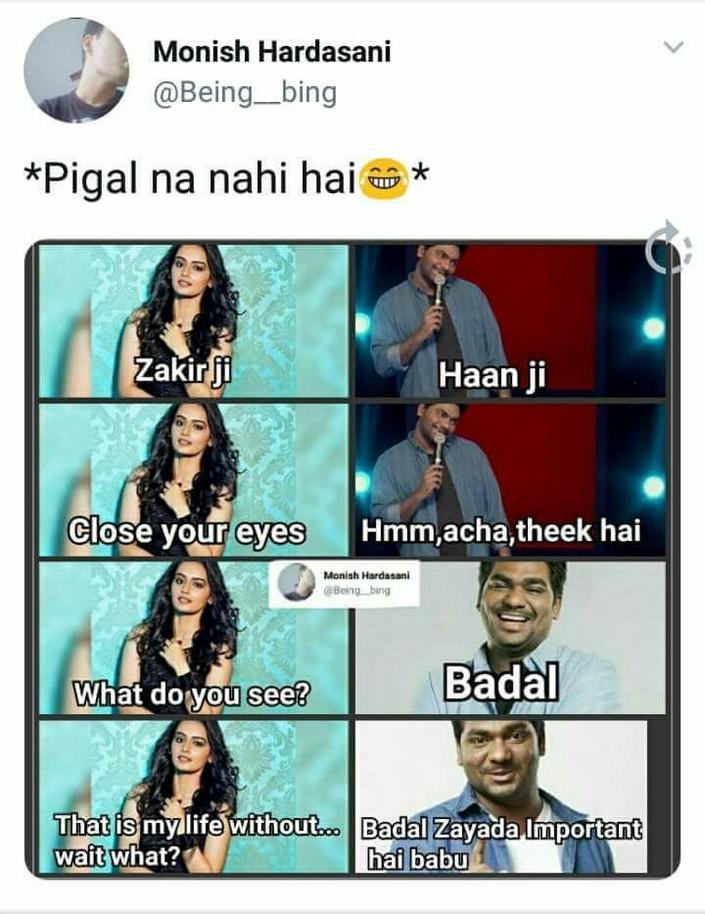 Monish Hardasani
@Being__bing
*Pigal na nahi hai😂*
Zakir ji
Haan ji
Close your eyes
Hmm,acha,theek hai
Monish Hardasani
@Being__bing
What do you see?
Badal
That is my life without...
wait what?
Badal Zayada Important
hai babu